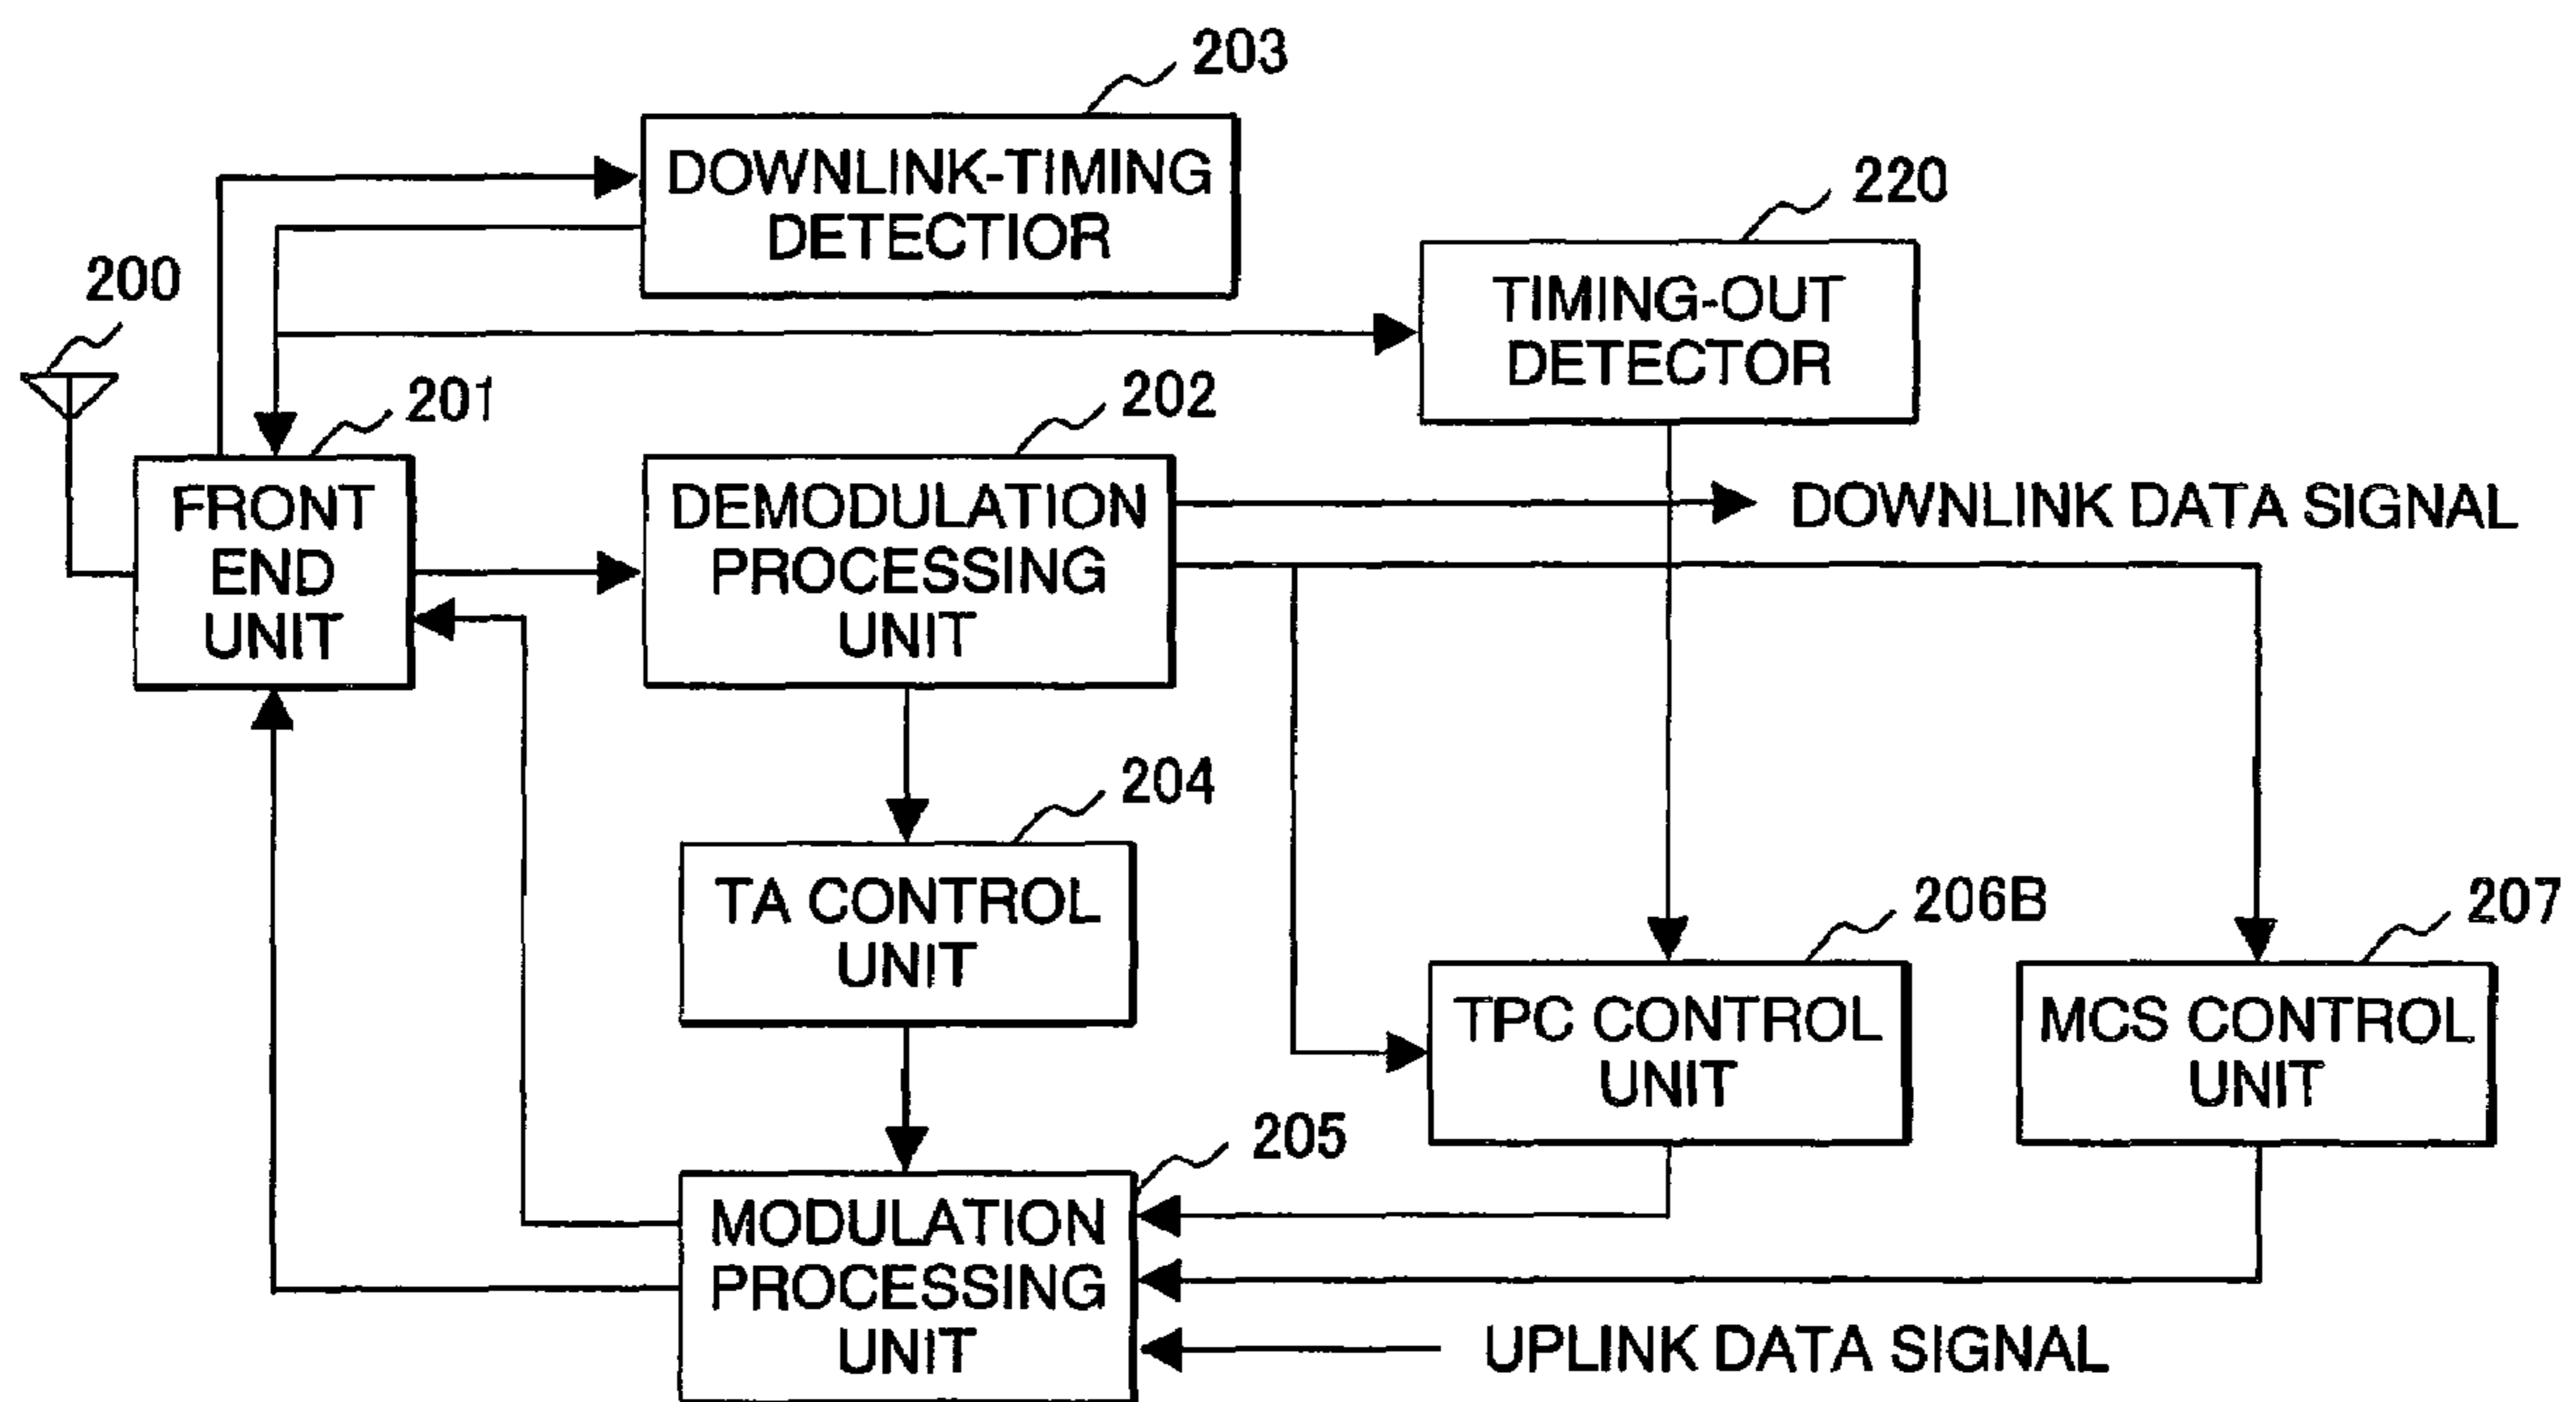 203
DOWNLINK-TIMING
DETECTIOR
220
TIMING-OUT
DETECTOR
200
201
FRONT
END
UNIT
202
DEMODULATION
PROCESSING
UNIT
DOWNLINK DATA SIGNAL
204
TA CONTROL
UNIT
206B
TPC CONTROL
UNIT
207
MCS CONTROL
UNIT
205
MODULATION
PROCESSING
UNIT
UPLINK DATA SIGNAL